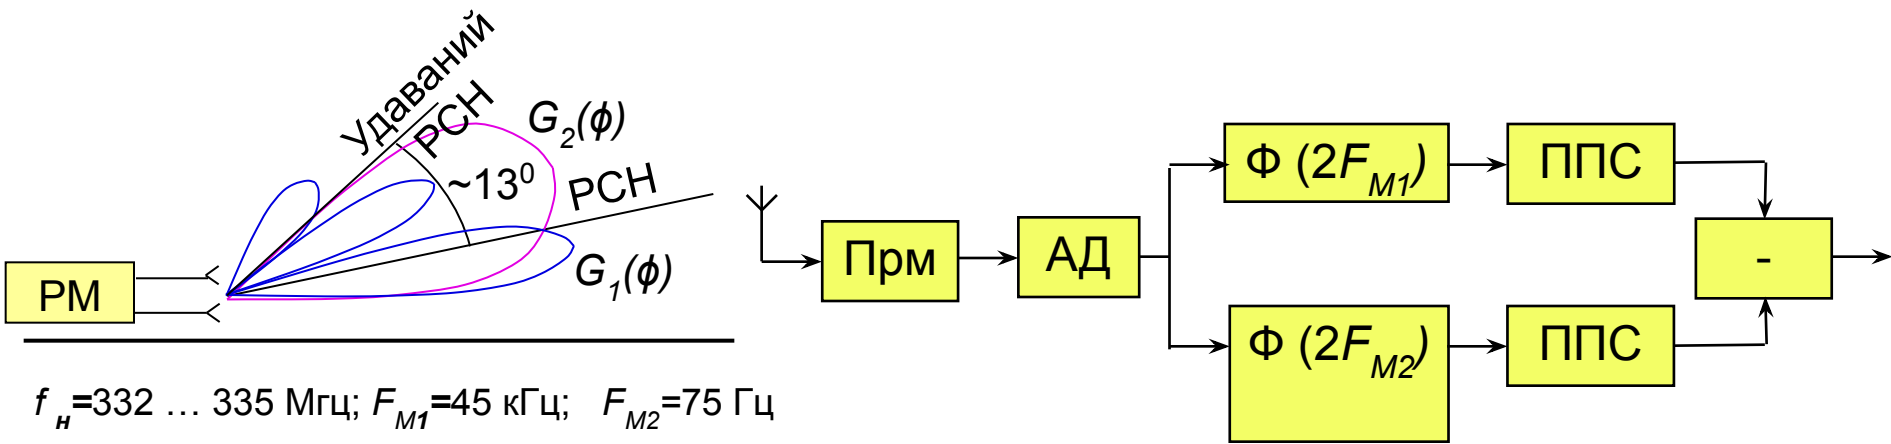 Удаваний
РСН
G2(ϕ)
~13⁰
РСН
G1(ϕ)
РМ
f н=332 … 335 Мгц; FМ1=45 кГц; FМ2=75 Гц
Прм
АД
Ф (2FМ1)
ППС
-
Ф (2FМ2)
ППС